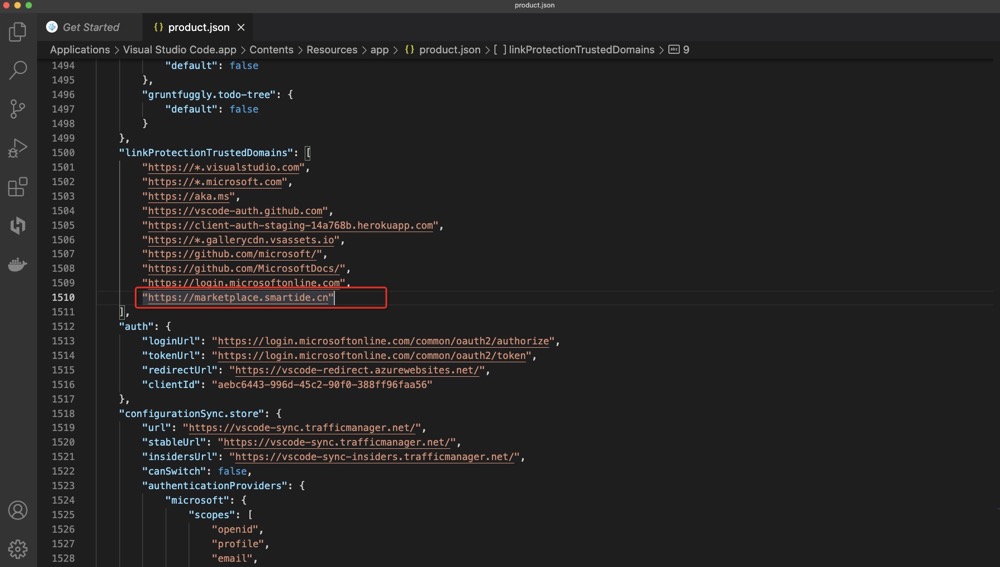 product.json
Get Started
{} product.json ×
Applications > Visual Studio Code.app > Contents > Resources > app > {} product.json > [ ] linkProtectionTrustedDomains > 9
1494 "default": false
1495 },
1496 "gruntfuggly.todo-tree": {
1497 "default": false
1498 }
1499 },
1500 "linkProtectionTrustedDomains": [
1501 "https://*.visualstudio.com",
1502 "https://*.microsoft.com",
1503 "https://aka.ms",
1504 "https://vscode-auth.github.com",
1505 "https://client-auth-staging-14a768b.herokuapp.com",
1506 "https://*.gallerycdn.vsassets.io",
1507 "https://github.com/microsoft/",
1508 "https://github.com/MicrosoftDocs/",
1509 "https://login.microsoftonline.com",
1510 "https://marketplace.smartide.cn"
1511 ],
1512 "auth": {
1513 "loginUrl": "https://login.microsoftonline.com/common/oauth2/authorize",
1514 "tokenUrl": "https://login.microsoftonline.com/common/oauth2/token",
1515 "redirectUrl": "https://vscode-redirect.azurewebsites.net/",
1516 "clientId": "aebc6443-996d-45c2-90f0-388ff96faa56"
1517 },
1518 "configurationSync.store": {
1519 "url": "https://vscode-sync.trafficmanager.net/",
1520 "stableUrl": "https://vscode-sync.trafficmanager.net/",
1521 "insidersUrl": "https://vscode-sync-insiders.trafficmanager.net/",
1522 "canSwitch": false,
1523 "authenticationProviders": {
1524 "microsoft": {
1525 "scopes": [
1526 "openid",
1527 "profile",
1528 "email",